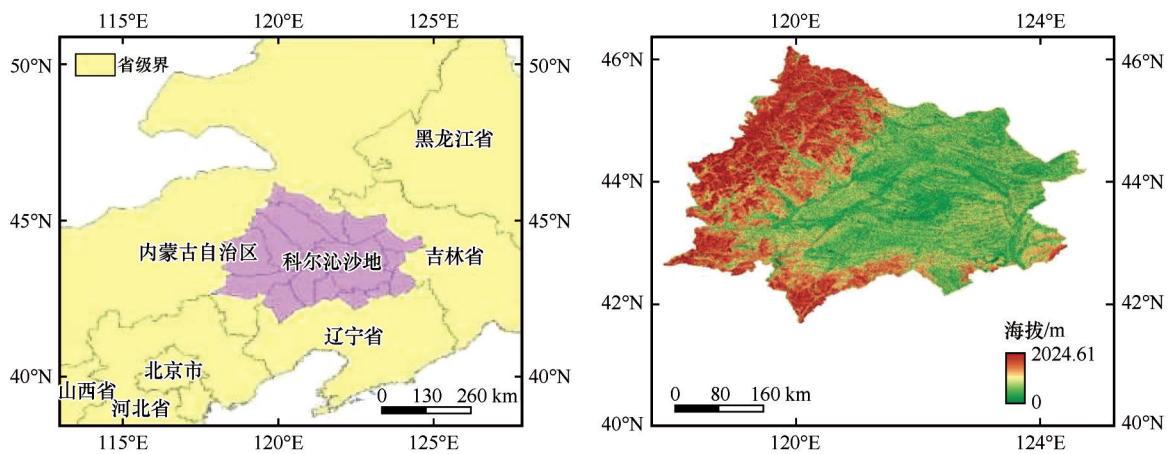 115°E 120°E 125°E
50°N 50°N
省级界
黑龙江省
45°N 45°N
内蒙古自治区 科尔沁沙地 吉林省
辽宁省
北京市
40°N 40°N
山西省
河北省
0 130 260 km
115°E 120°E 125°E
120°E 124°E
46°N 46°N
44°N 44°N
42°N 42°N
海拔/m
2024.61
0
0 80 160 km
40°N 40°N
120°E 124°E